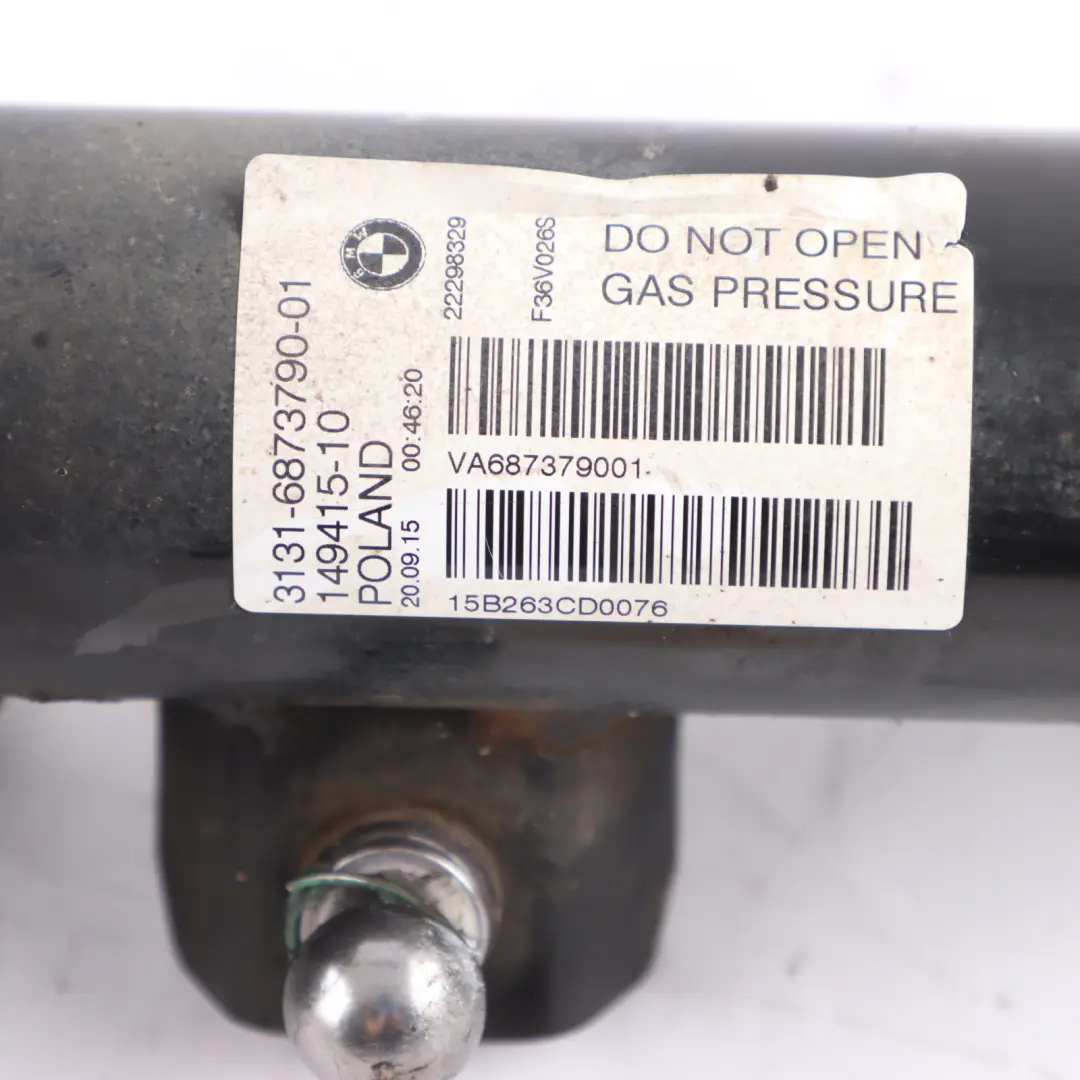 DO NOT OPEN
GAS PRESSURE
BMW
22298329
F36V026S
3131-6873790-01
149415-10
POLAND
20.09.15 00:46:20
VA687379001
15B263CD0076